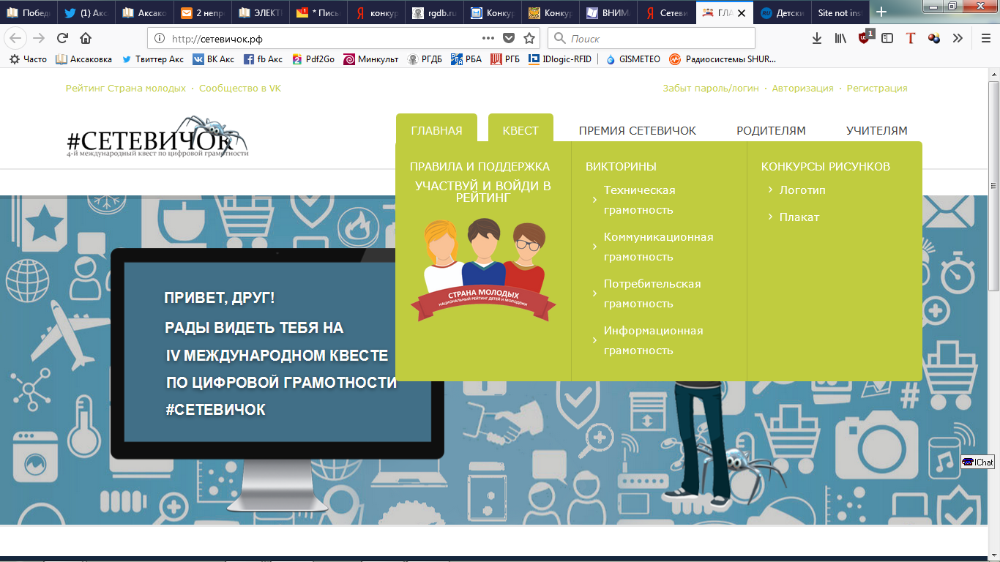 Победи
(1) Акс
Аксако
2 непро
ЭЛЕКТ
* Письм
конкур
rgdb.ru
Конкур
Конкур
ВНИМА
Сетеви
ГЛА
Детски
Site not inst
http://сетевичок.рф
Поиск
1
Часто
Аксаковка
Твиттер Акс
ВК Акс
fb Акс
Pdf2Go
Минкульт
РГДБ
РБА
РГБ
IDlogic-RFID
GISMETEO
Радиосистемы SHUR...
Рейтинг Страна молодых · Сообщество в VK
Забыт пароль/логин · Авторизация · Регистрация
#СЕТЕВИЧОК
4-й международный квест по цифровой грамотности
ГЛАВНАЯ
КВЕСТ
ПРЕМИЯ СЕТЕВИЧОК
РОДИТЕЛЯМ
УЧИТЕЛЯМ
ПРАВИЛА И ПОДДЕРЖКА
УЧАСТВУЙ И ВОЙДИ В
РЕЙТИНГ
СТРАНА МОЛОДЫХ
НАЦИОНАЛЬНЫЙ РЕЙТИНГ ДЕТЕЙ И МОЛОДЕЖИ
ВИКТОРИНЫ
Техническая
грамотность
Коммуникационная
грамотность
Потребительская
грамотность
Информационная
грамотность
КОНКУРСЫ РИСУНКОВ
Логотип
Плакат
ПРИВЕТ, ДРУГ!
РАДЫ ВИДЕТЬ ТЕБЯ НА
IV МЕЖДУНАРОДНОМ КВЕСТЕ
ПО ЦИФРОВОЙ ГРАМОТНОСТИ
#СЕТЕВИЧОК
IChat